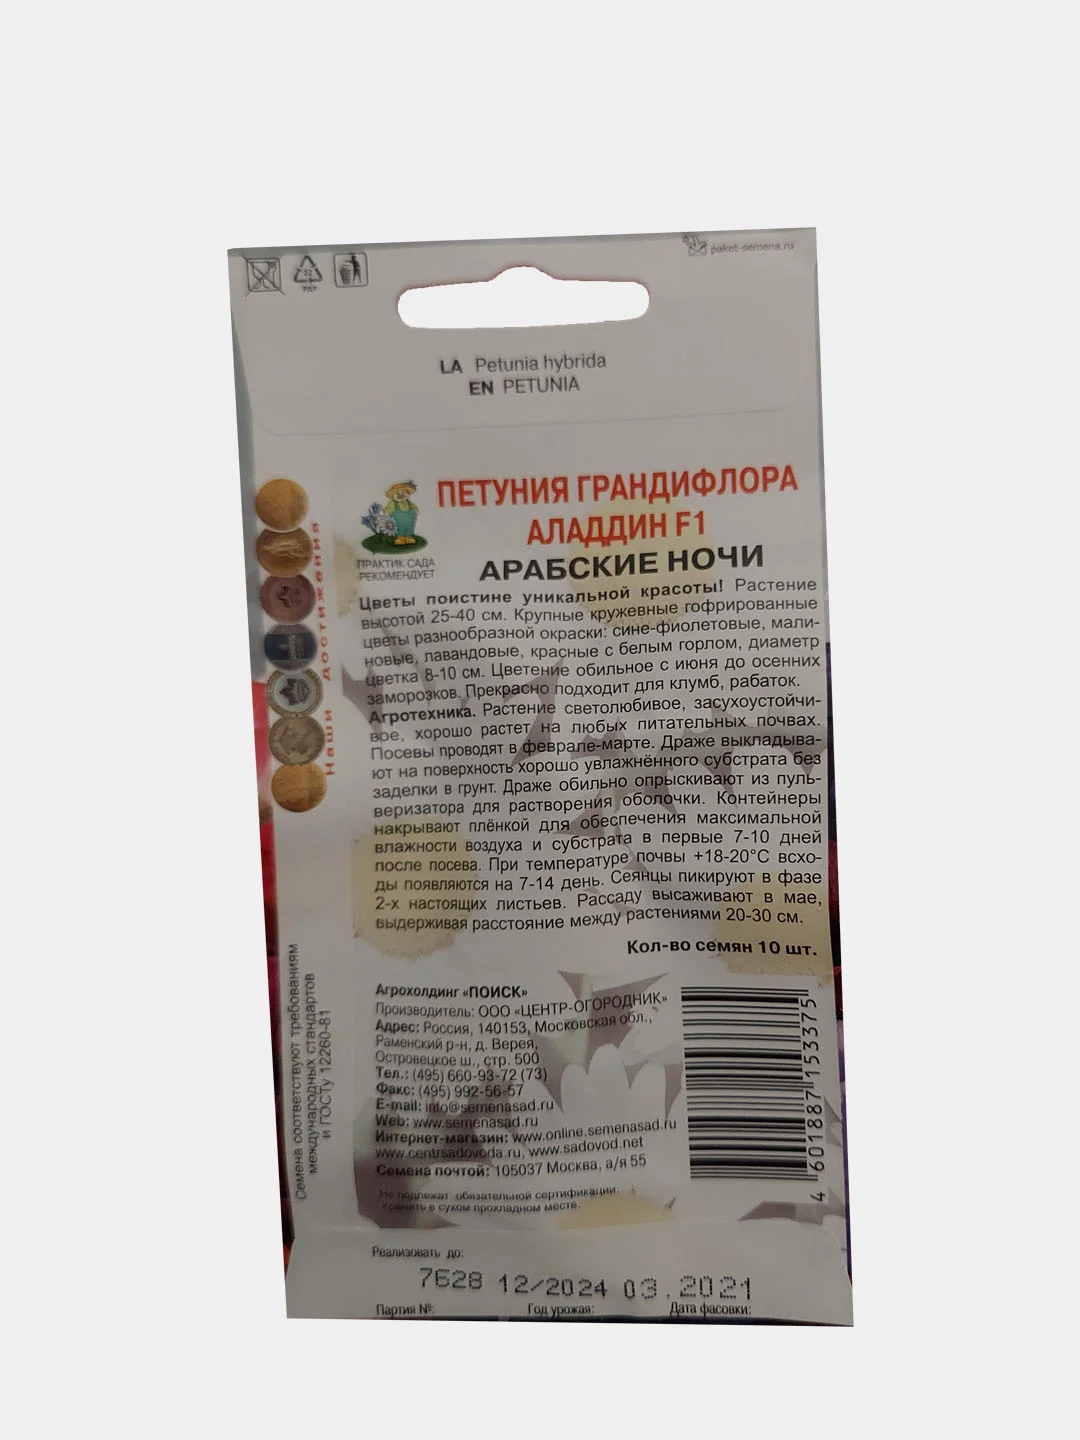 paket-semena.ru
LA Petunia hybrida
EN PETUNIA
ПЕТУНИЯ ГРАНДИФЛОРА
АЛАДДИН F1
АРАБСКИЕ НОЧИ
ПРАКТИК САДА
РЕКОМЕНДУЕТ
Наши достижения
Цветы поистине уникальной красоты! Растение
высотой 25-40 см. Крупные кружевные гофрированные
цветы разнообразной окраски: сине-фиолетовые, мали-
новые, лавандовые, красные с белым горлом, диаметр
цветка 8-10 см. Цветение обильное с июня до осенних
заморозков. Прекрасно подходит для клумб, рабаток.
Агротехника. Растение светолюбивое, засухоустойчи-
вое, хорошо растет на любых питательных почвах.
Посевы проводят в феврале-марте. Драже выкладыва-
ют на поверхность хорошо увлажнённого субстрата без
заделки в грунт. Драже обильно опрыскивают из пуль-
веризатора для растворения оболочки. Контейнеры
накрывают плёнкой для обеспечения максимальной
влажности воздуха и субстрата в первые 7-10 дней
после посева. При температуре почвы +18-20°С всхо-
ды появляются на 7-14 день. Сеянцы пикируют в фазе
2-х настоящих листьев. Рассаду высаживают в мае,
выдерживая расстояние между растениями 20-30 см.
Кол-во семян 10 шт.
Семена соответствуют требованиям
международных стандартов
и ГОСТу 12260-81
Агрохолдинг «ПОИСК»
Производитель: ООО «ЦЕНТР-ОГОРОДНИК»
Адрес: Россия, 140153, Московская обл.,
Раменский р-н, д. Верея,
Островецкое ш., стр. 500
Тел.: (495) 660-93-72 (73)
Факс: (495) 992-56-57
E-mail: info@semenasad.ru
Web: www.semenasad.ru
Интернет-магазин: www.online.semenasad.ru
www.centrsadovoda.ru, www.sadovod.net
Семена почтой: 105037 Москва, а/я 55
4 601887 153375
Не подлежат обязательной сертификации.
Хранить в сухом прохладном месте.
Реализовать до:
7628 12/2024 03.2021
Партия №: Год урожая: Дата фасовки: